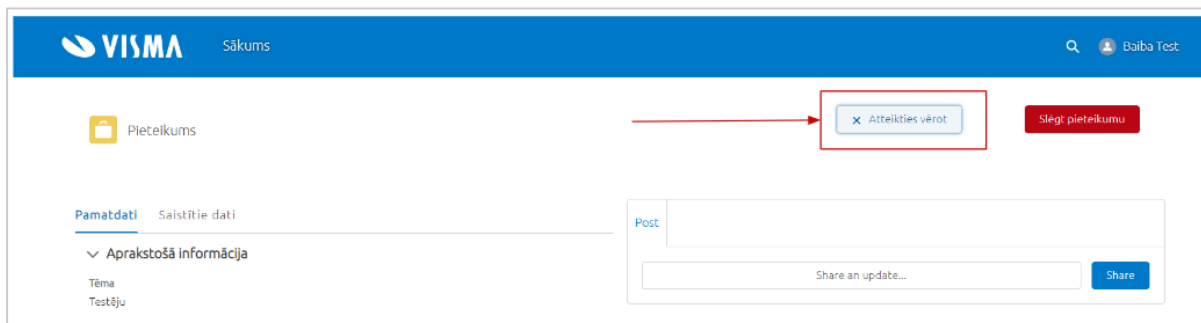 VISMA Sākums Baiba Test
Pieteikums × Atteikties vērot Slēgt pieteikumu
Pamatdati Saistītie dati
Aprakstošā informācija
Tēma
Testēju
Post
Share an update... Share